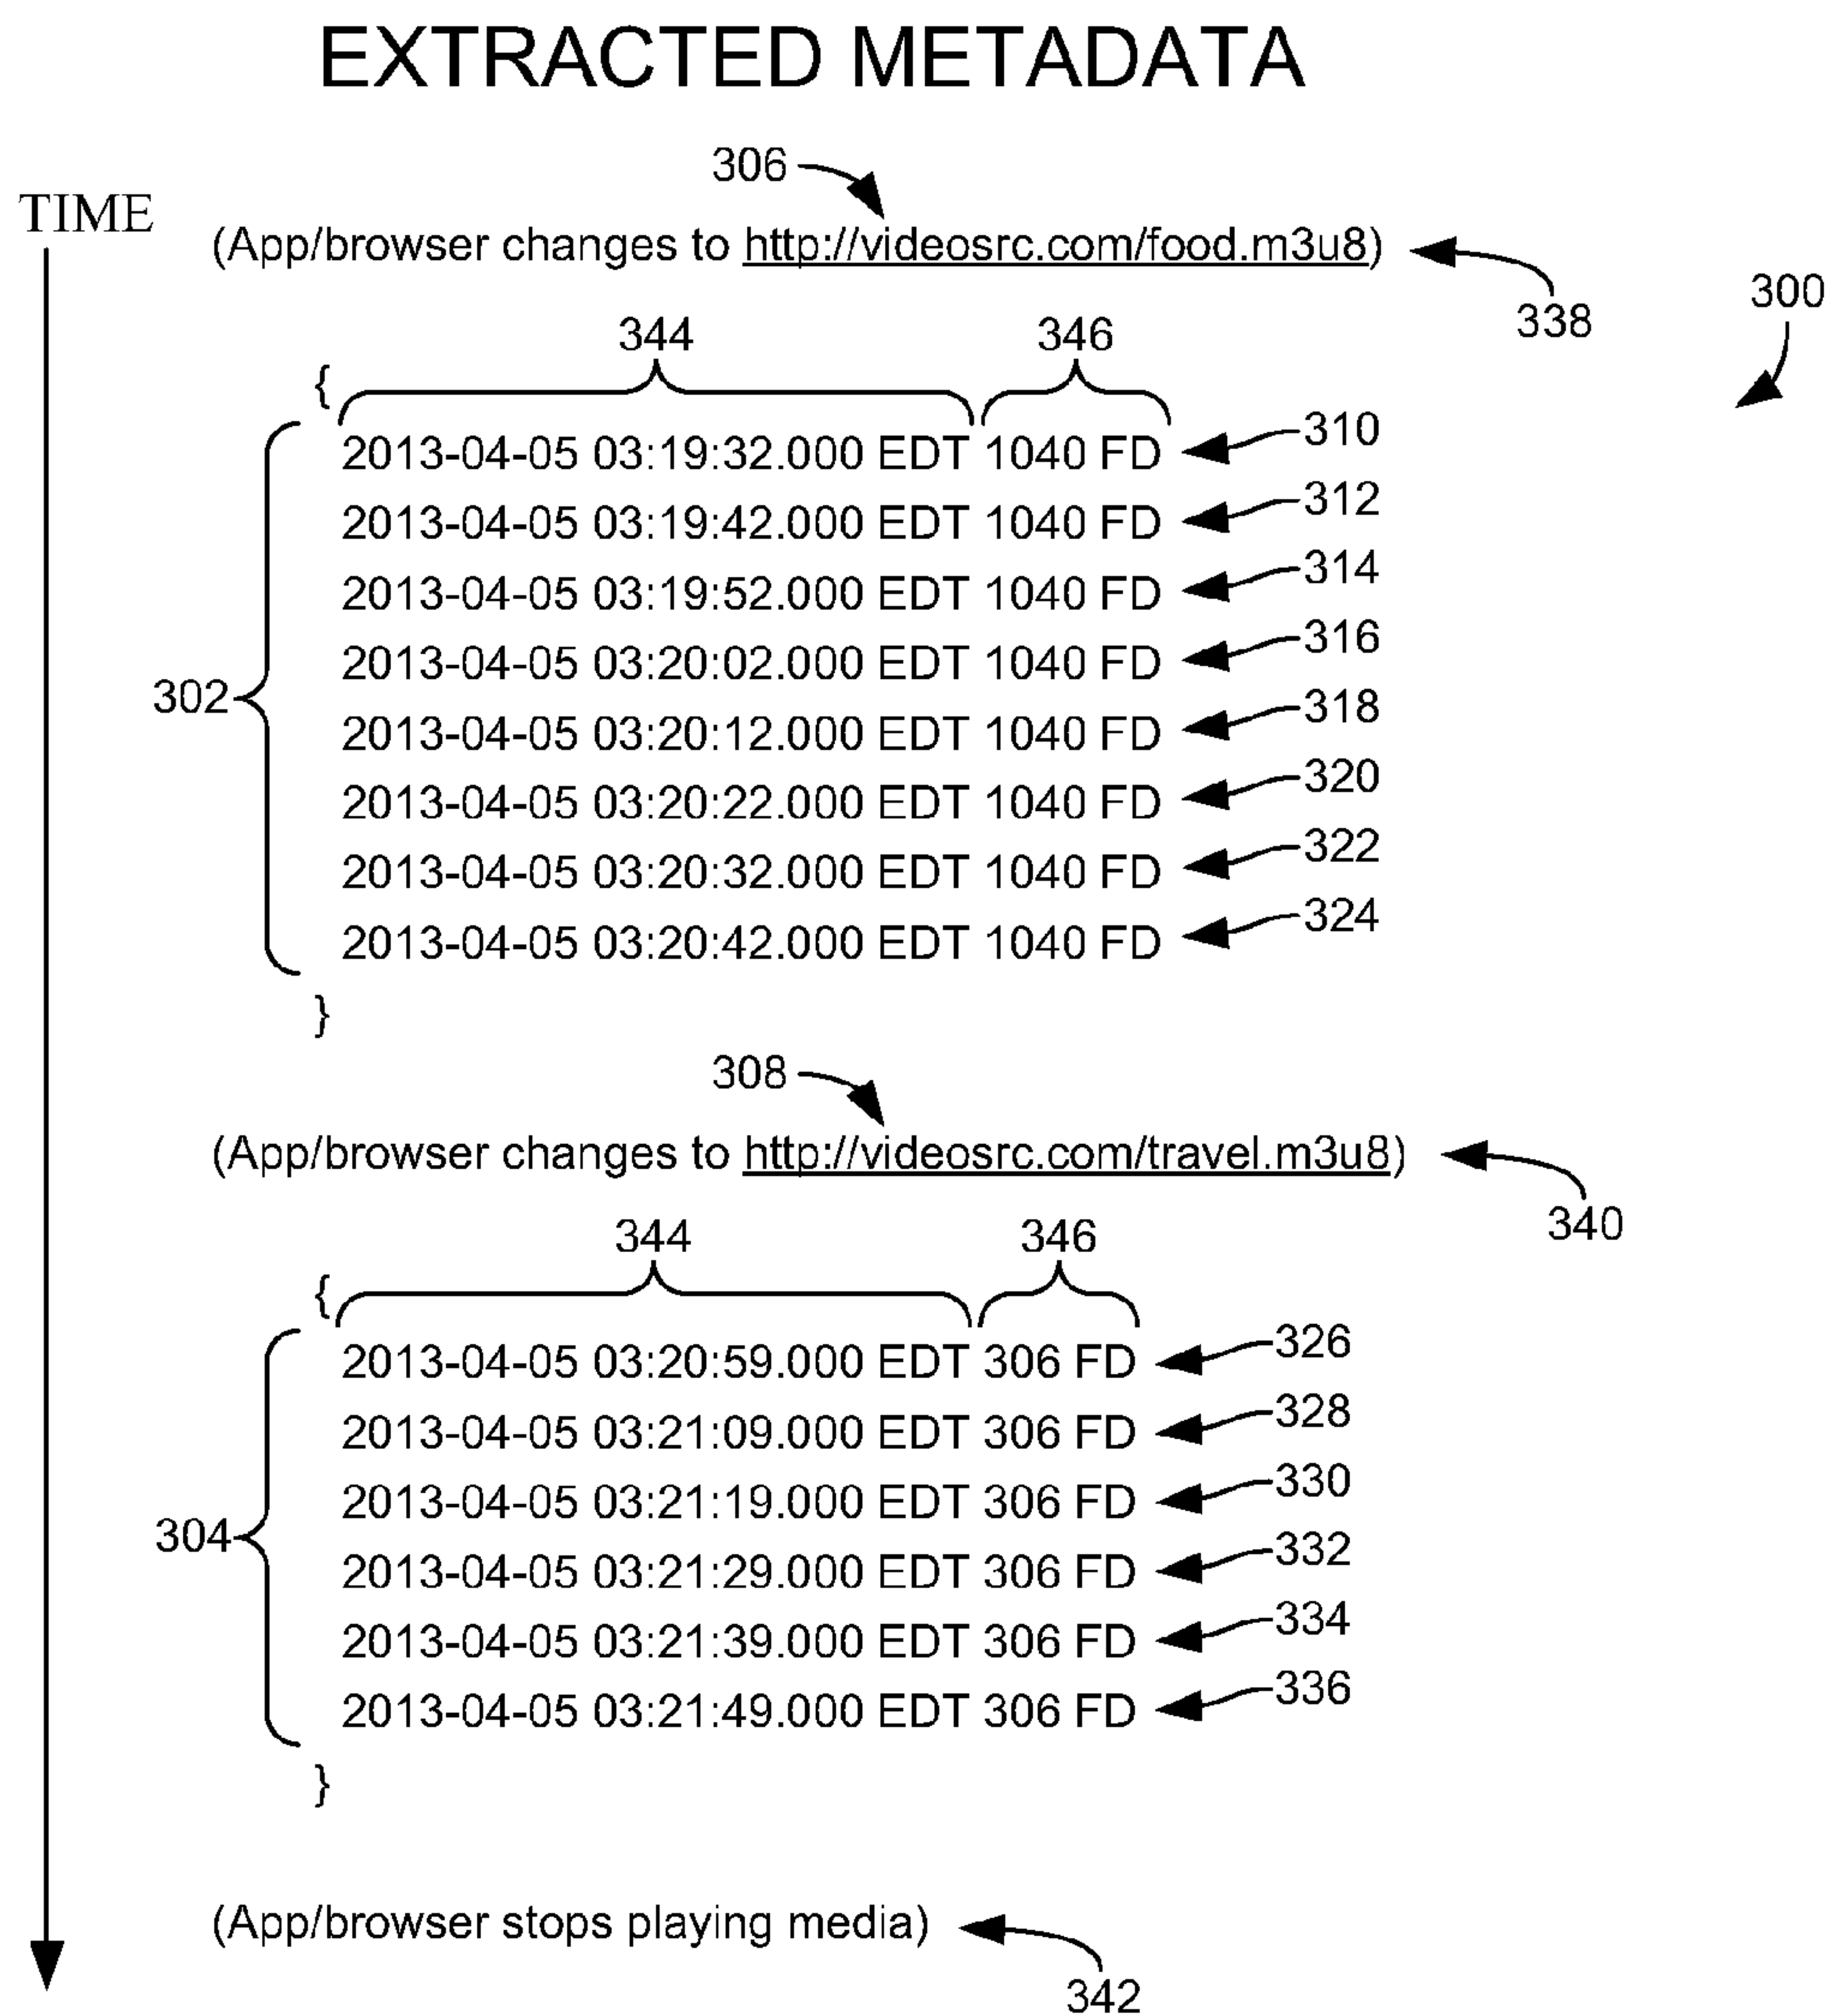 EXTRACTED METADATA
306
TIME
(App/browser changes to http://videosrc.com/food.m3u8)
338
300
344 346
{
2013-04-05 03:19:32.000 EDT 1040 FD 310
2013-04-05 03:19:42.000 EDT 1040 FD 312
2013-04-05 03:19:52.000 EDT 1040 FD 314
2013-04-05 03:20:02.000 EDT 1040 FD 316
302
2013-04-05 03:20:12.000 EDT 1040 FD 318
2013-04-05 03:20:22.000 EDT 1040 FD 320
2013-04-05 03:20:32.000 EDT 1040 FD 322
2013-04-05 03:20:42.000 EDT 1040 FD 324
}
308
(App/browser changes to http://videosrc.com/travel.m3u8)
340
344 346
{
2013-04-05 03:20:59.000 EDT 306 FD 326
2013-04-05 03:21:09.000 EDT 306 FD 328
2013-04-05 03:21:19.000 EDT 306 FD 330
304
2013-04-05 03:21:29.000 EDT 306 FD 332
2013-04-05 03:21:39.000 EDT 306 FD 334
2013-04-05 03:21:49.000 EDT 306 FD 336
}
(App/browser stops playing media)
342